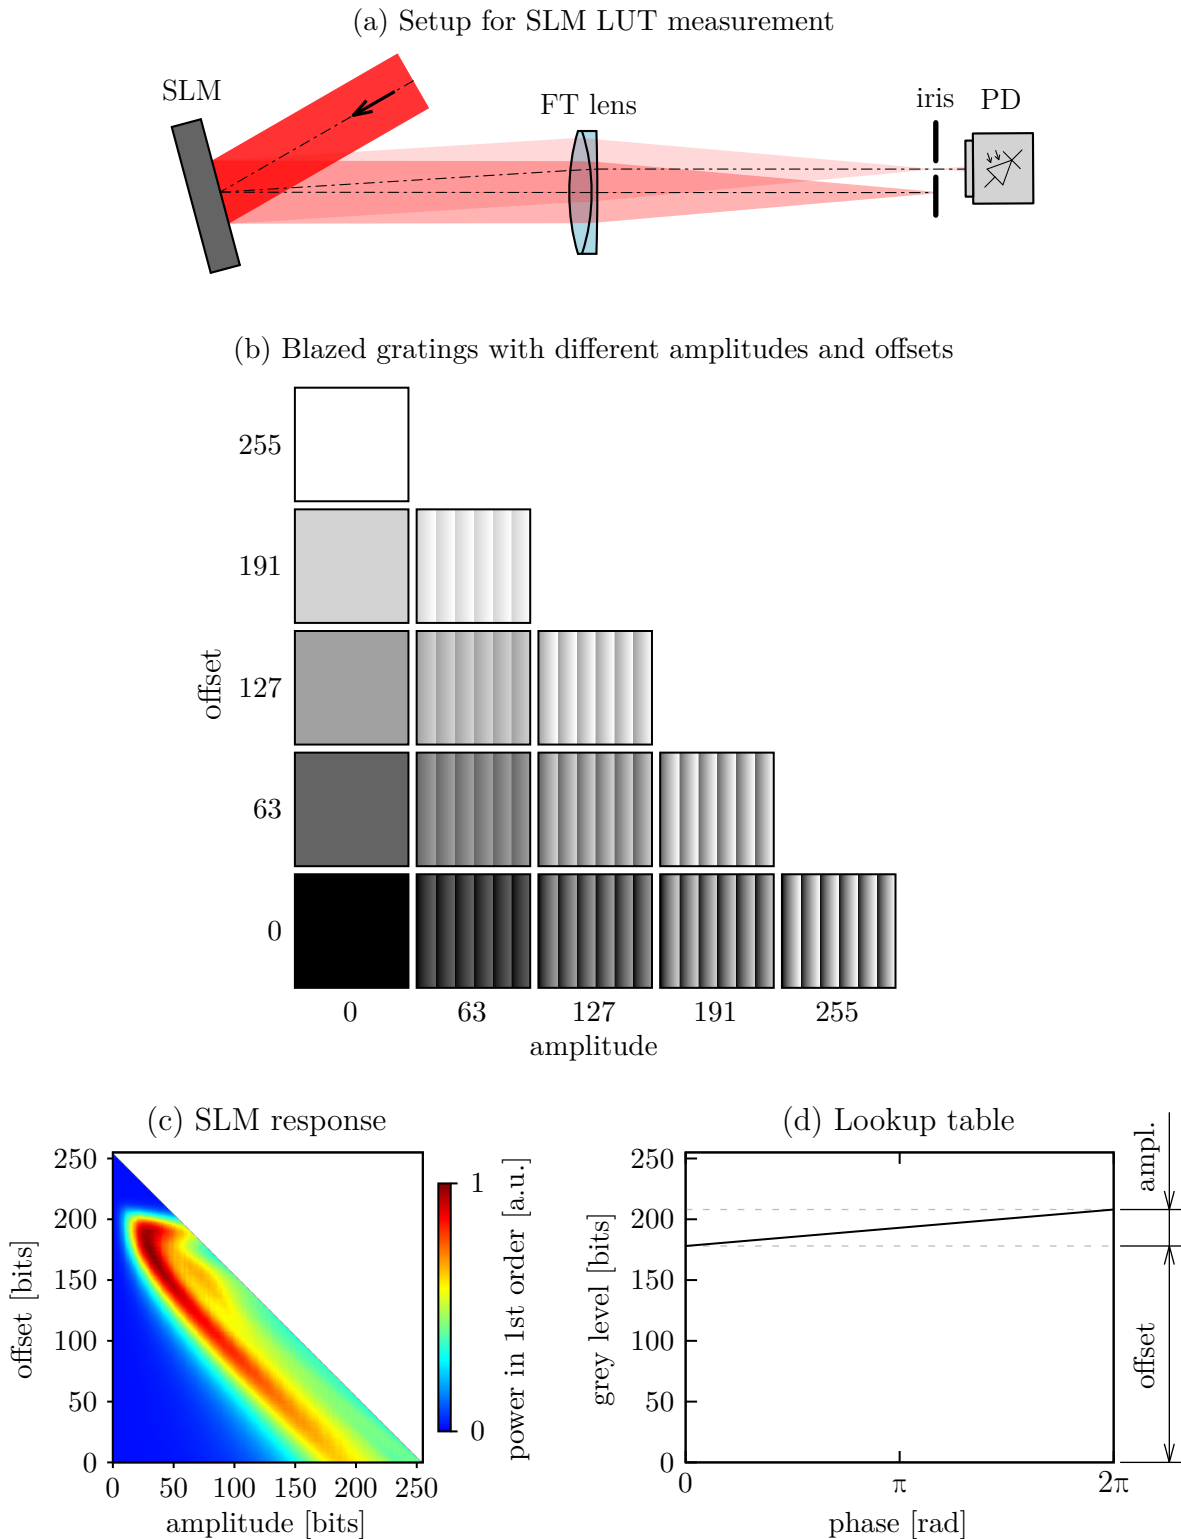 (a) Setup for SLM LUT measurement
SLM
FT lens
iris
PD
(b) Blazed gratings with different amplitudes and offsets
255
191
127
63
0
offset
0 63 127 191 255
amplitude
(c) SLM response
250
200
150
100
50
0
offset [bits]
0 50 100 150 200 250
amplitude [bits]
1
0
power in 1st order [a.u.]
(d) Lookup table
250
200
150
100
50
0
grey level [bits]
0 π 2π
phase [rad]
ampl.
offset